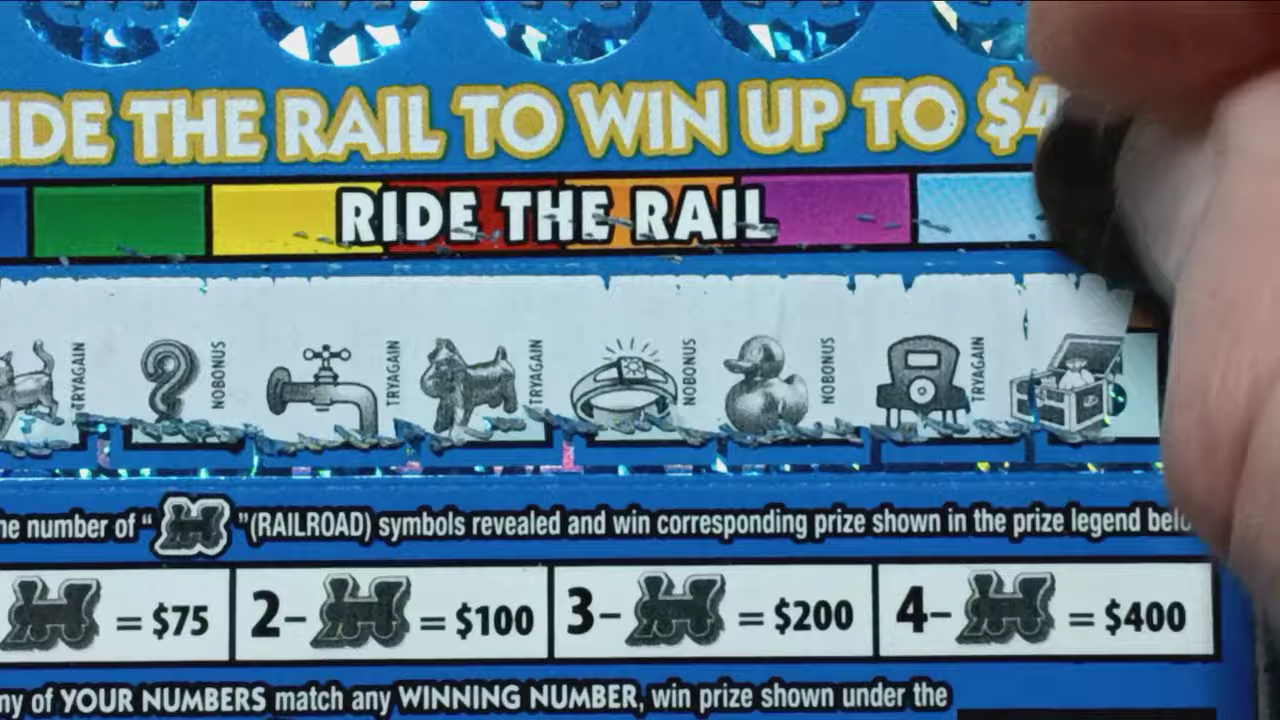 IDE THE RAIL TO WIN UP TO $4
RIDE THE RAIL
TRYAGAIN NOBONUS TRYAGAIN TRYAGAIN NOBONUS NOBONUS TRYAGAIN
he number of “ ”(RAILROAD) symbols revealed and win corresponding prize shown in the prize legend belo
= $75 2– = $100 3– = $200 4– = $400
ny of YOUR NUMBERS match any WINNING NUMBER, win prize shown under the